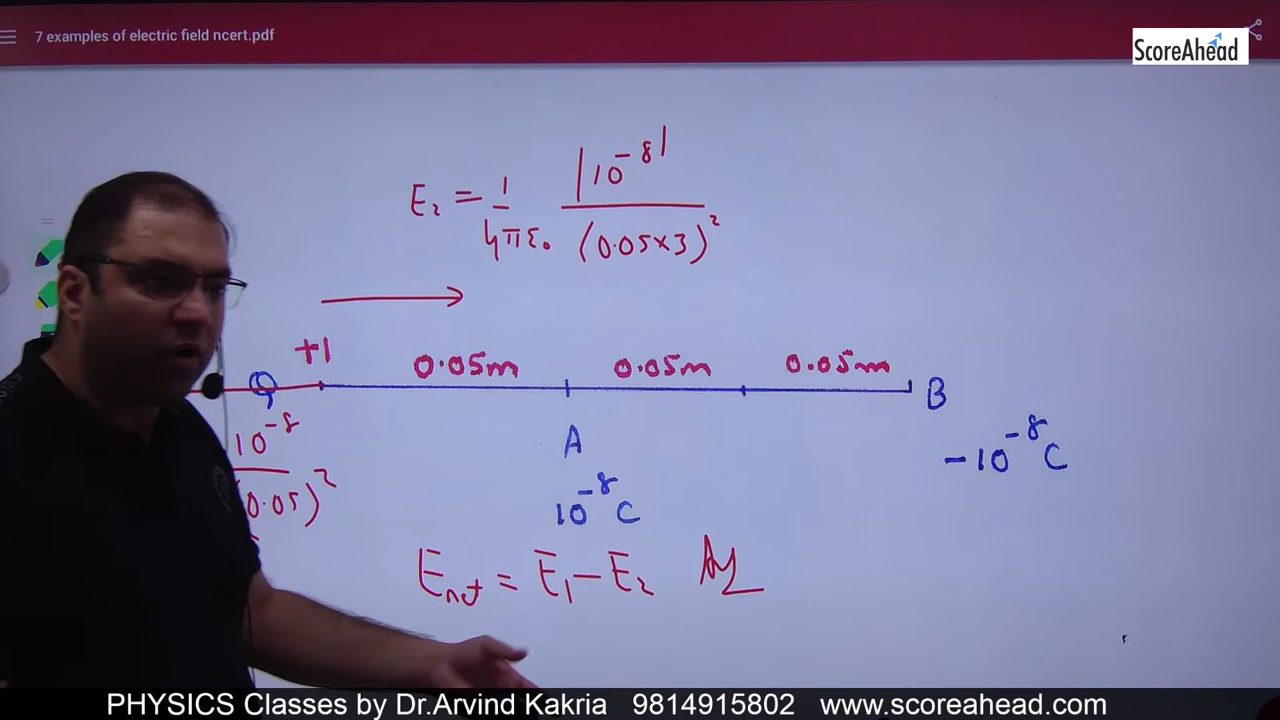 7 examples of electric field ncert.pdf
ScoreAhead
E₂ = 1/4πε₀ |10⁻⁸|/(0.05×3)²
+1 0.05m 0.05m 0.05m
B
10⁻⁸/(0.05)²
A
-10⁻⁸ C
10⁻⁸ C
E_net = E₁ - E₂
PHYSICS Classes by Dr.Arvind Kakria 9814915802 www.scoreahead.com